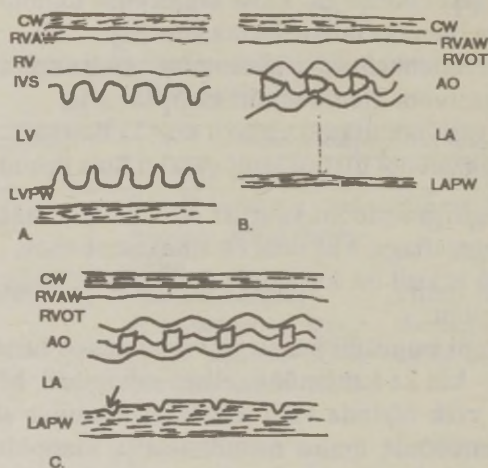 CW
RVAW
RV
IVS
LV
LVPW
A.
CW
RVAW
RVOT
AO
LA
LAPW
B.
CW
RVAW
RVOT
AO
LA
LAPW
C.